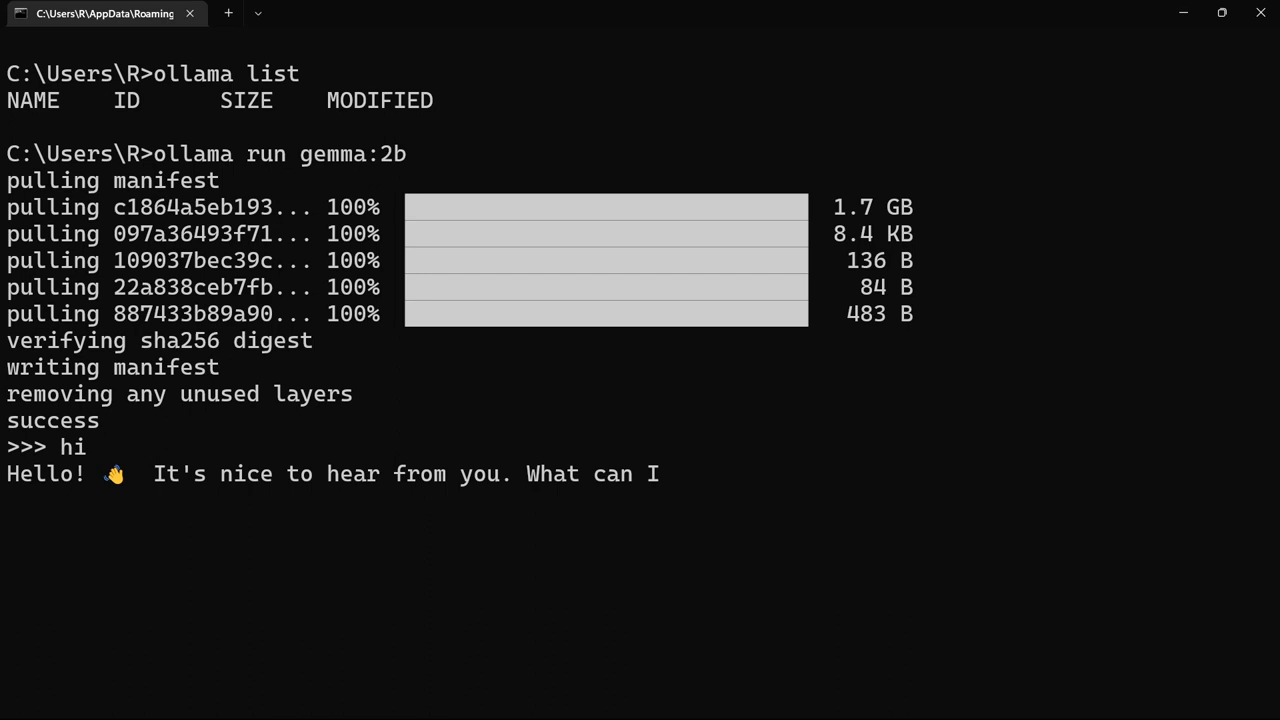 C:\Users\R\AppData\Roaming
C:\Users\R>ollama list
NAME    ID      SIZE    MODIFIED
C:\Users\R>ollama run gemma:2b
pulling manifest
pulling c1864a5eb193... 100% 1.7 GB
pulling 097a36493f71... 100% 8.4 KB
pulling 109037bec39c... 100% 136 B
pulling 22a838ceb7fb... 100% 84 B
pulling 887433b89a90... 100% 483 B
verifying sha256 digest
writing manifest
removing any unused layers
success
>>> hi
Hello! 👋 It's nice to hear from you. What can I